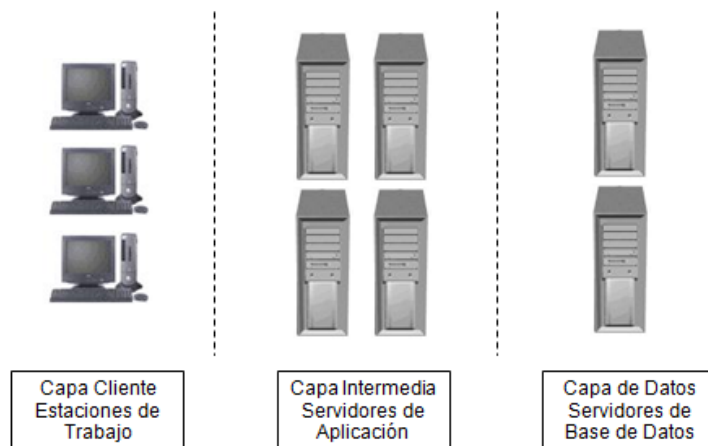 Capa Cliente
Estaciones de
Trabajo
Capa Intermedia
Servidores de
Aplicación
Capa de Datos
Servidores de
Base de Datos